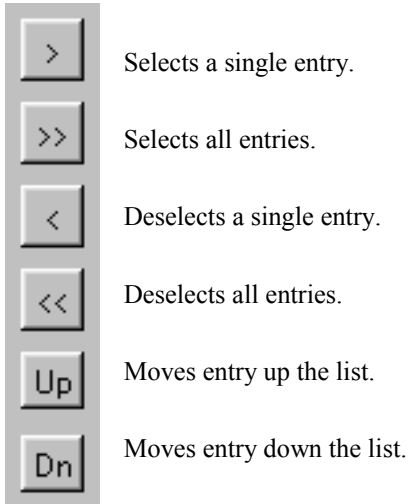 > Selects a single entry.
>> Selects all entries.
< Deselects a single entry.
<< Deselects all entries.
Up Moves entry up the list.
Dn Moves entry down the list.